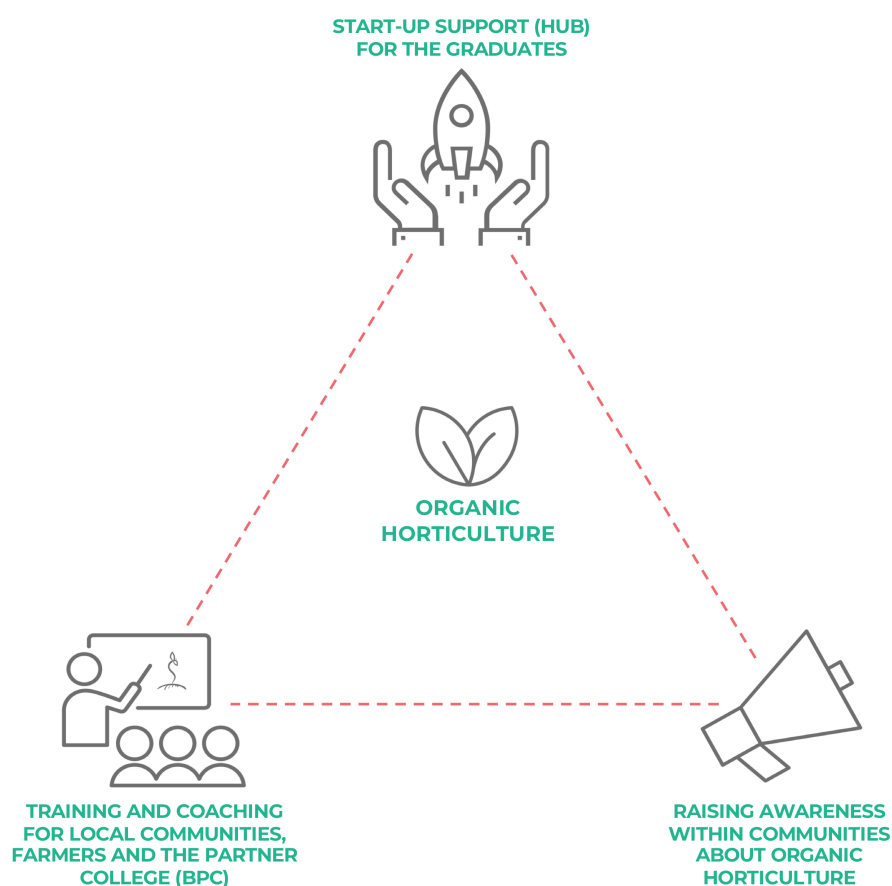 START-UP SUPPORT (HUB)
FOR THE GRADUATES
ORGANIC
HORTICULTURE
TRAINING AND COACHING
FOR LOCAL COMMUNITIES,
FARMERS AND THE PARTNER
COLLEGE (BPC)
RAISING AWARENESS
WITHIN COMMUNITIES
ABOUT ORGANIC
HORTICULTURE